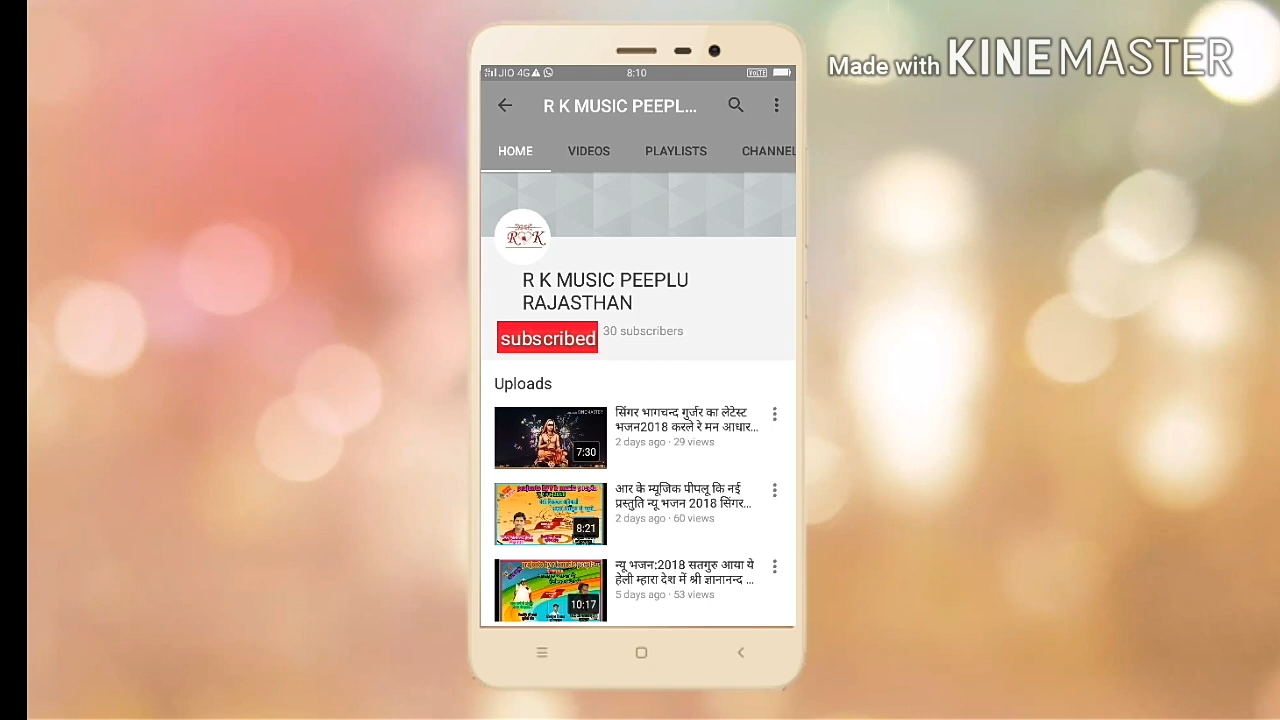 Made with KINEMASTER
JIO 4G
8:10
VoLTE
R K MUSIC PEEPL...
HOME
VIDEOS
PLAYLISTS
CHANNEL
R K
R K MUSIC PEEPLU
RAJASTHAN
subscribed
30 subscribers
Uploads
KINEMASTER
7:30
सिंगर भागचन्द गुर्जर का लेटेस्ट
भजन2018 करले रे मन आधार...
2 days ago · 29 views
8:21
आर के म्यूजिक पीपलू कि नई
प्रस्तुति न्यू भजन 2018 सिंगर...
2 days ago · 60 views
10:17
न्यू भजन:2018 सतगुरु आया ये
हेली म्हारा देश में श्री ज्ञानानन्द ...
5 days ago · 53 views